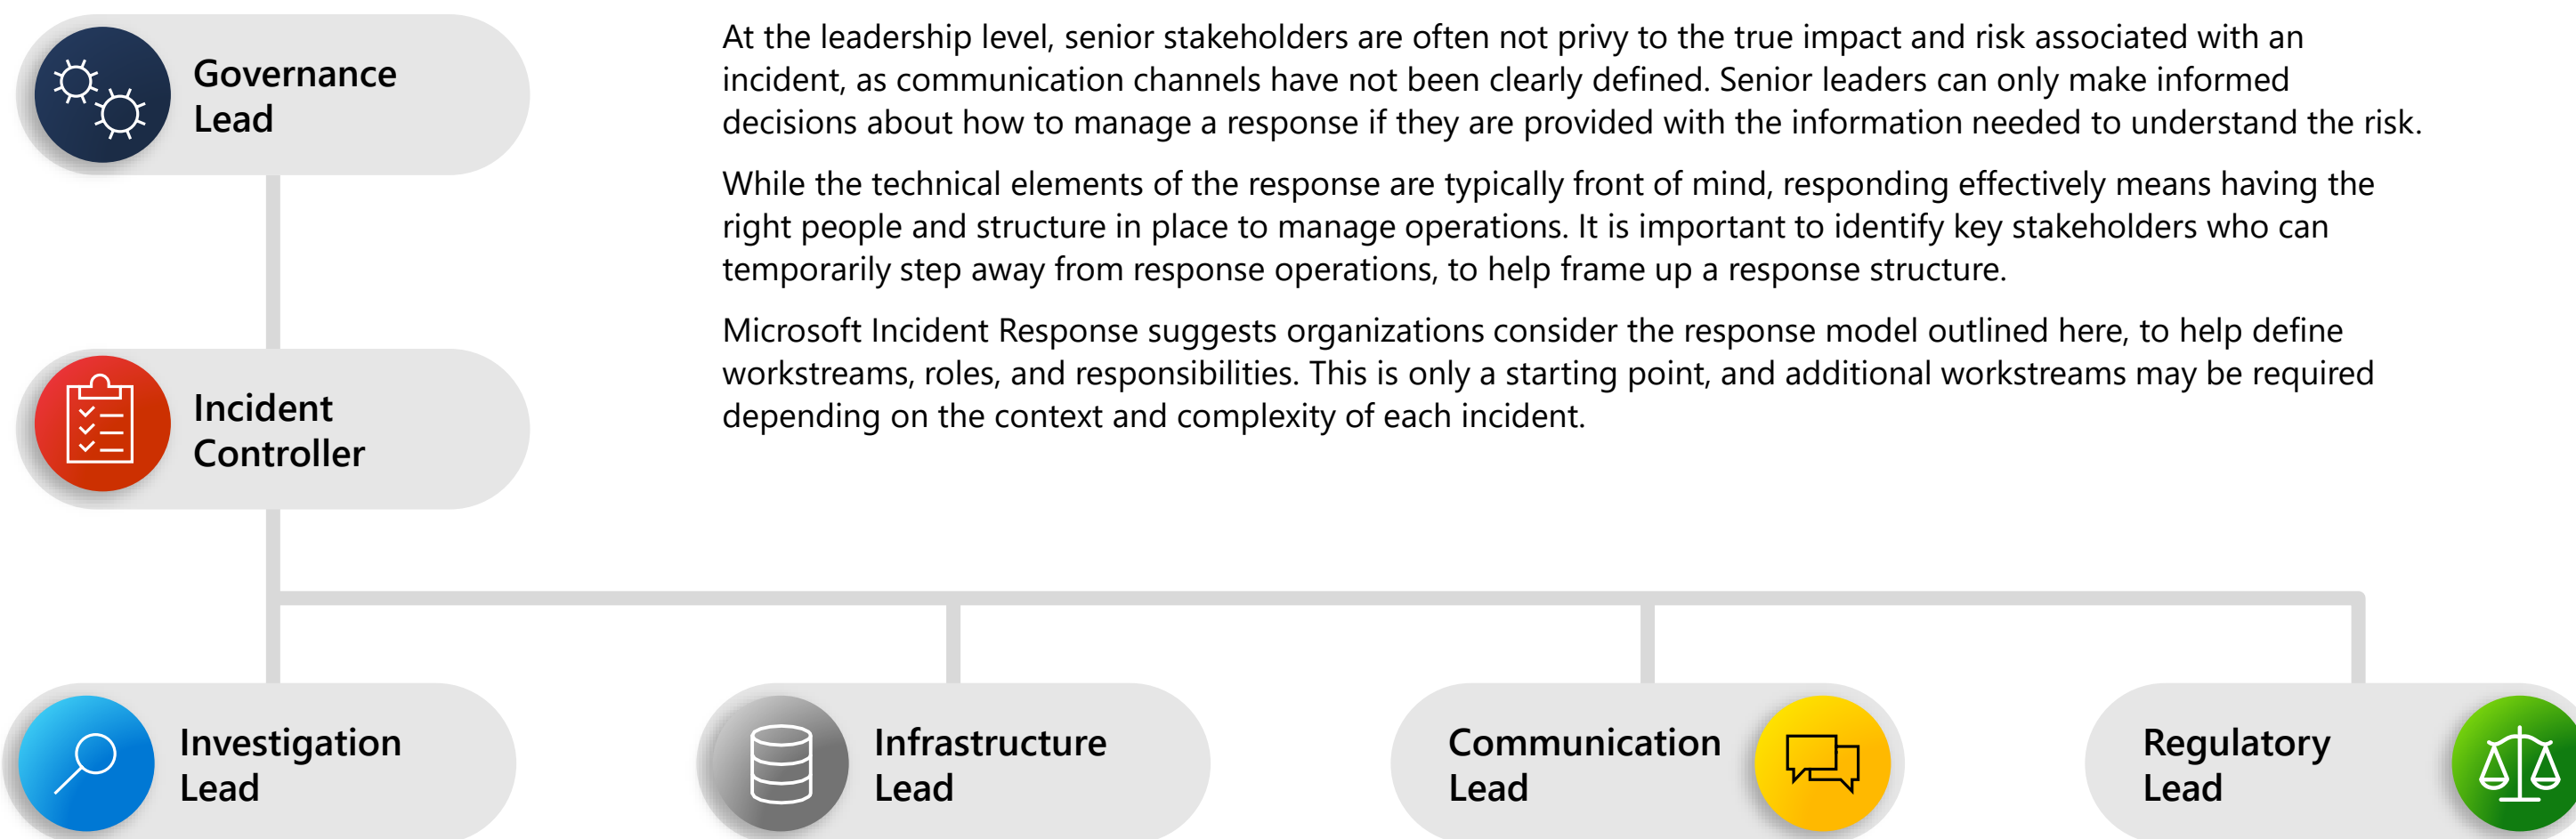 Governance
Lead
At the leadership level, senior stakeholders are often not privy to the true impact and risk associated with an
incident, as communication channels have not been clearly defined. Senior leaders can only make informed
decisions about how to manage a response if they are provided with the information needed to understand the risk.
While the technical elements of the response are typically front of mind, responding effectively means having the
right people and structure in place to manage operations. It is important to identify key stakeholders who can
temporarily step away from response operations, to help frame up a response structure.
Microsoft Incident Response suggests organizations consider the response model outlined here, to help define
workstreams, roles, and responsibilities. This is only a starting point, and additional workstreams may be required
depending on the context and complexity of each incident.
Incident
Controller
Investigation
Lead
Infrastructure
Lead
Communication
Lead
Regulatory
Lead